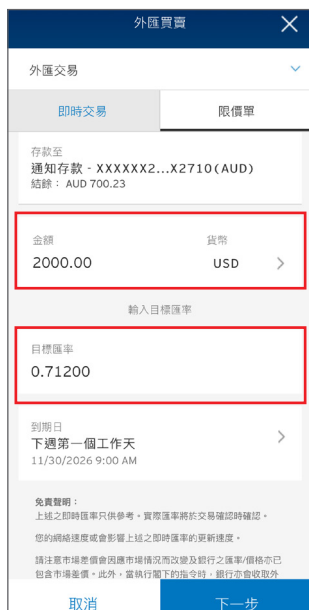 外匯買賣
外匯交易
即時交易 限價單
存款至
通知存款 - XXXXXX2...X2710(AUD)
結餘： AUD 700.23
金額 貨幣
2000.00 USD
輸入目標匯率
目標匯率
0.71200
到期日
下週第一個工作天
11/30/2026 9:00 AM
免責聲明：
上述之即時匯率只供參考。實際匯率將於交易確認時確認。
您的網絡速度或會影響上述之即時匯率的更新速度。
請注意市場差價會因應市場情況而改變及銀行之匯率/價格亦已
包含市場差價。此外，當執行閣下的指令時，銀行亦會收取外
取消 下一步